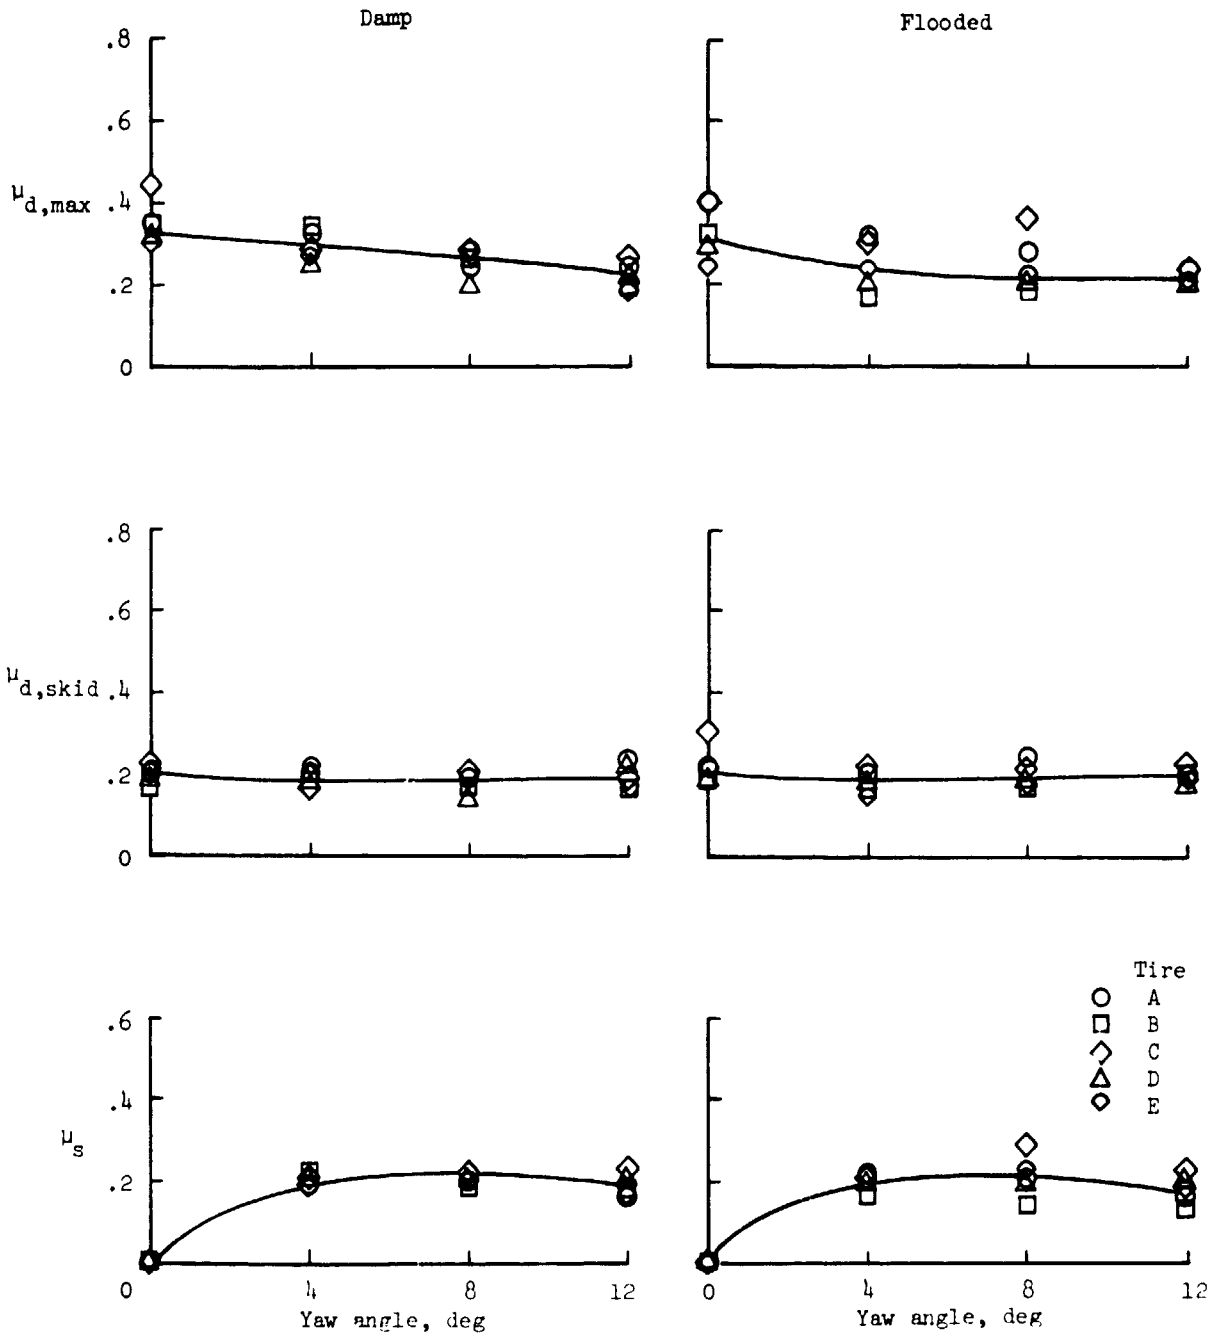 Damp
Flooded
.8
.6
μd,max .4
.2
0
.8
.6
μd,skid .4
.2
0
Tire
A
B
C
D
E
.6
.4
μs
.2
0 4 8 12
0 4 8 12
Yaw angle, deg
Yaw angle, deg